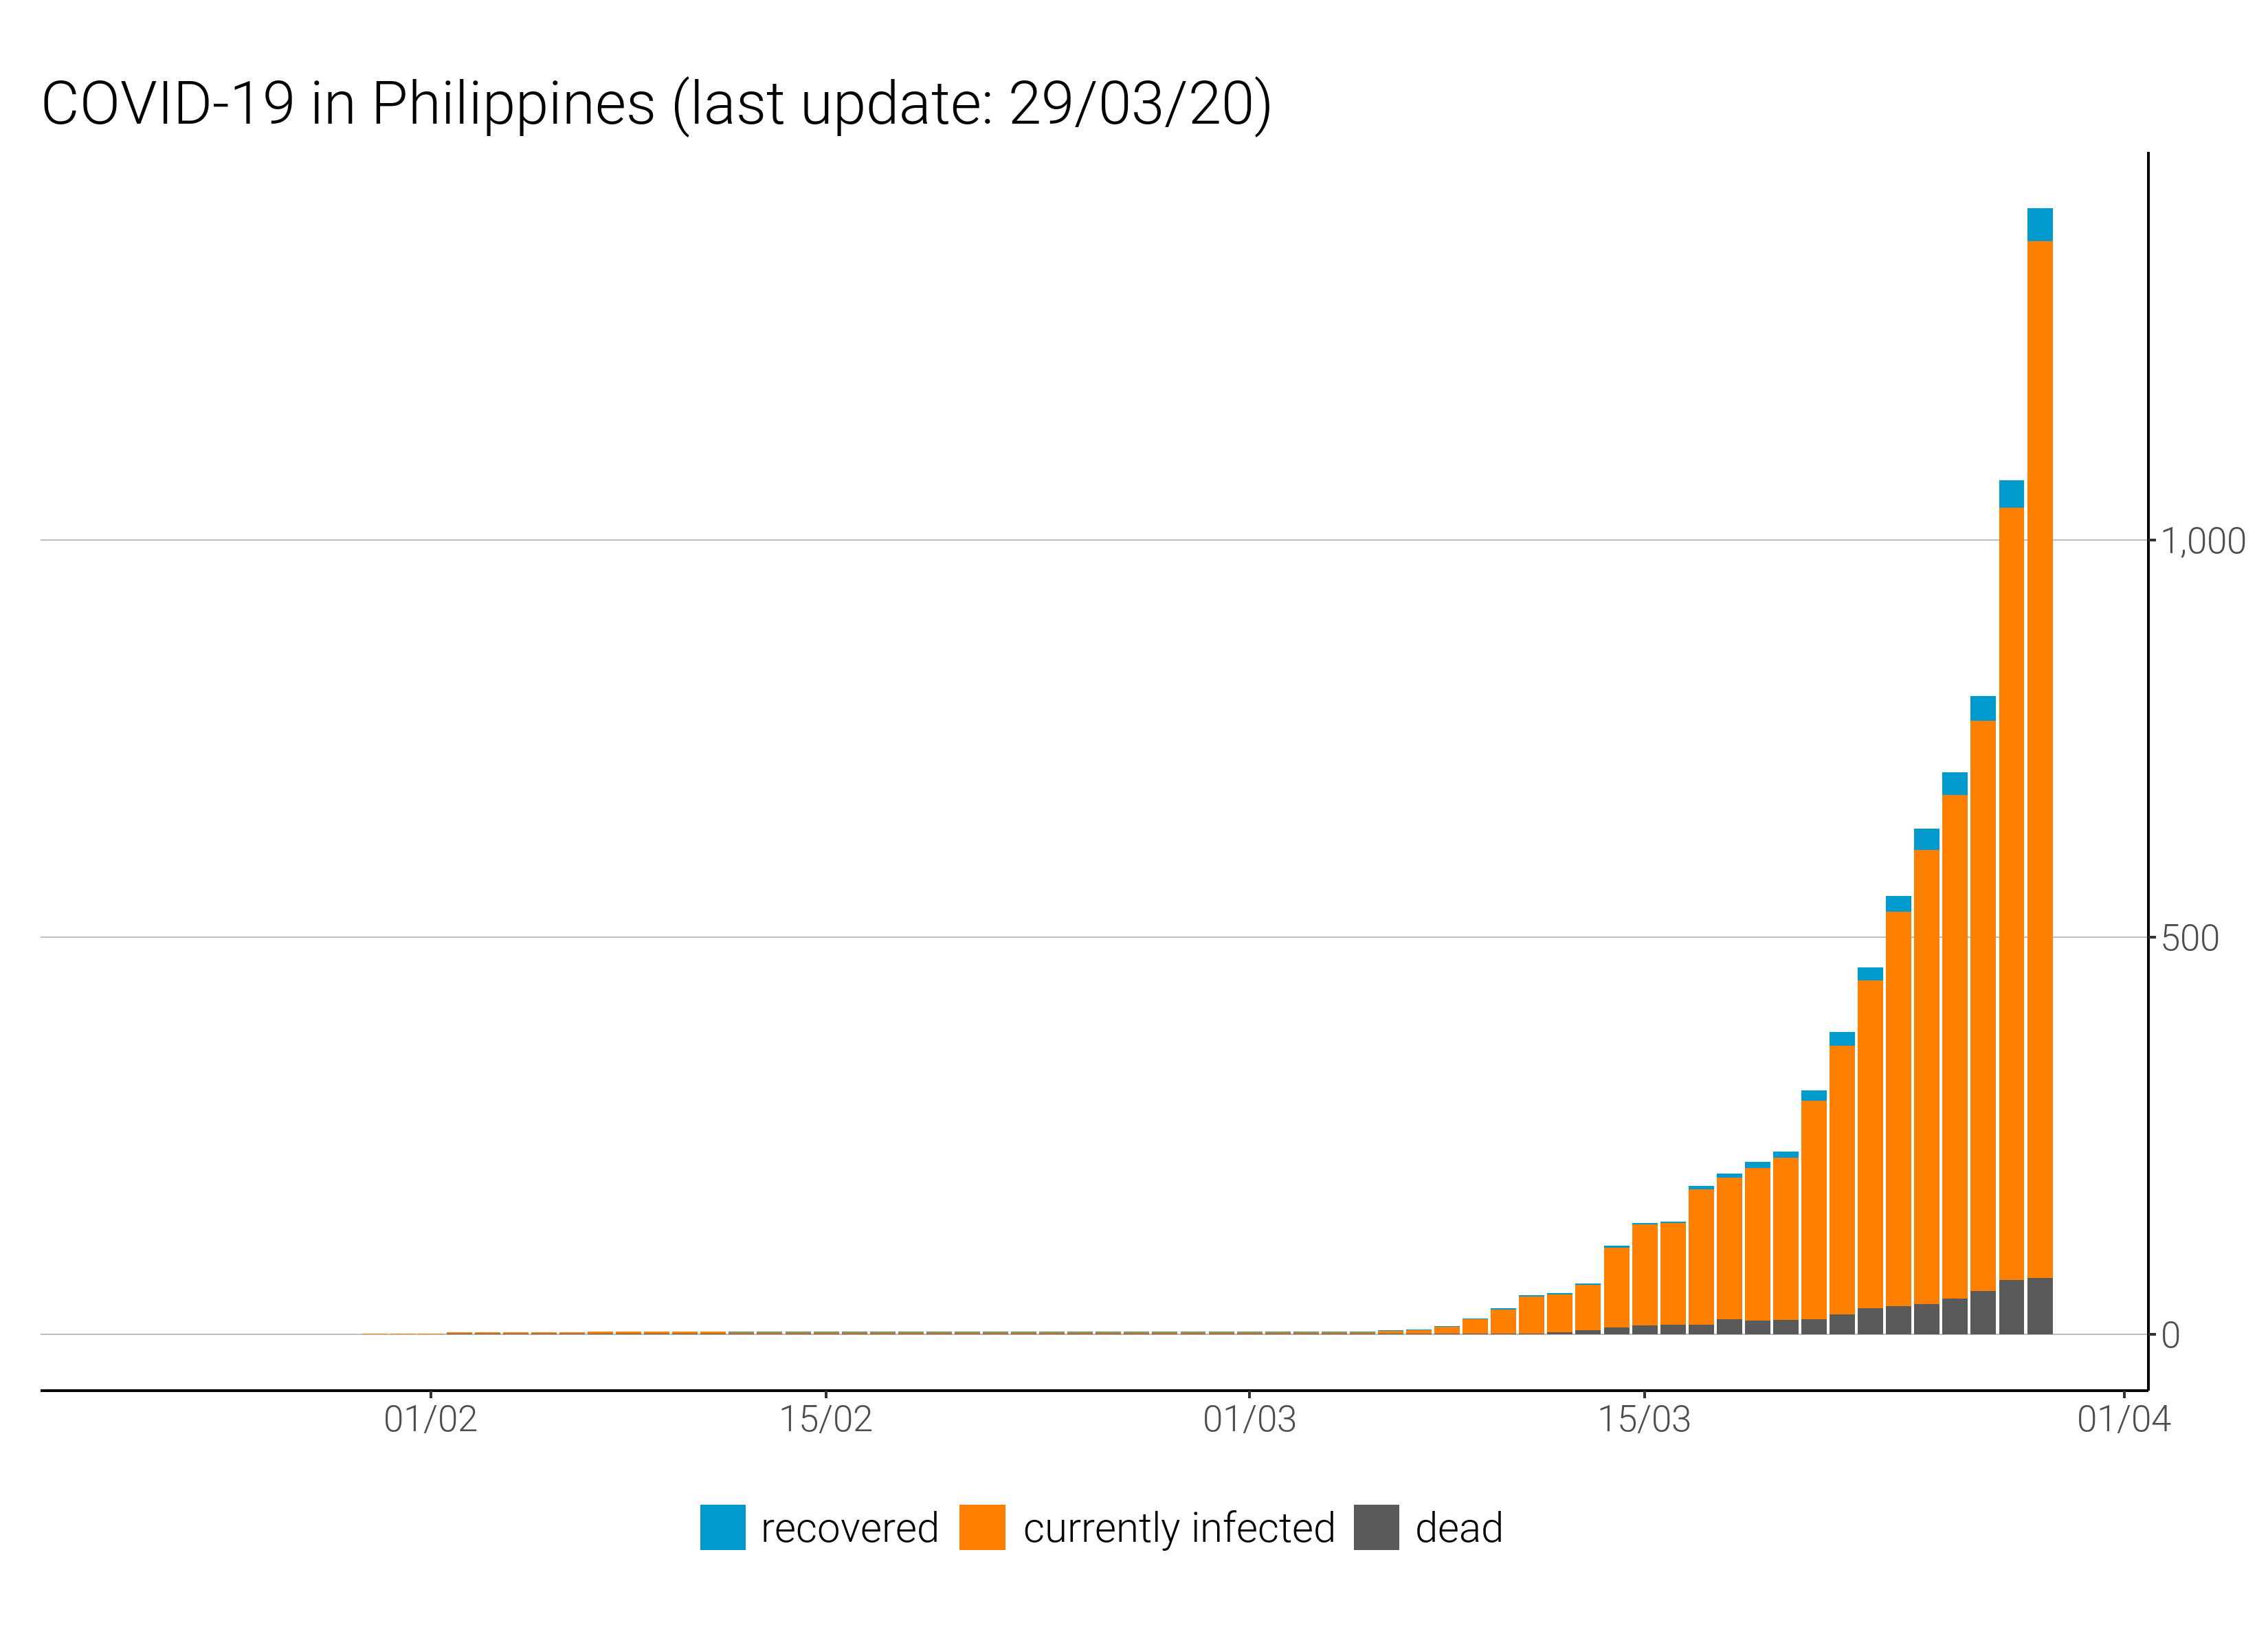 COVID-19 in Philippines (last update: 29/03/20)
1,000
500
0
01/02 15/02 01/03 15/03 01/04
recovered currently infected dead